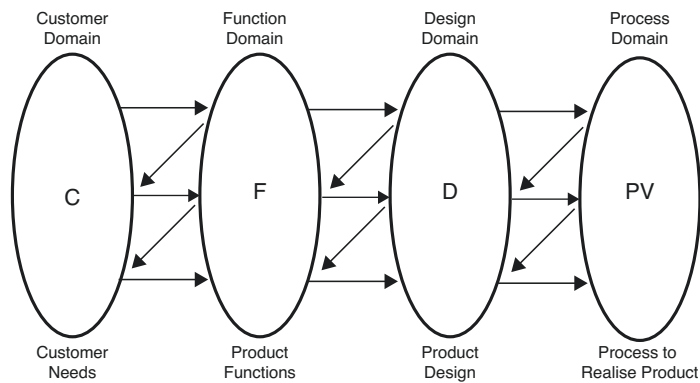 Customer
Domain
Function
Domain
Design
Domain
Process
Domain
C
F
D
PV
Customer
Needs
Product
Functions
Product
Design
Process to
Realise Product